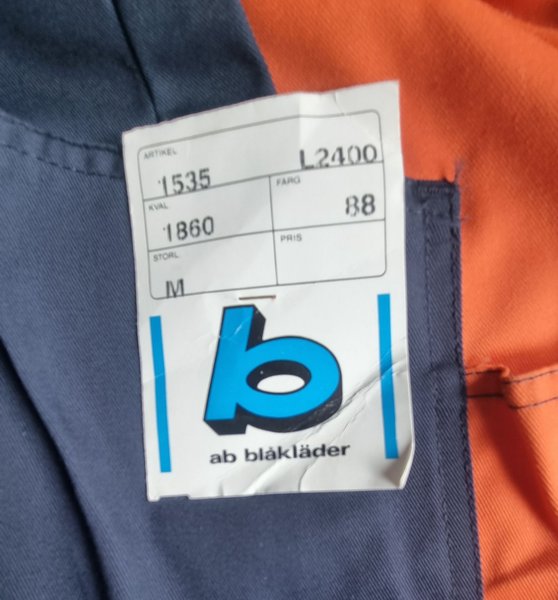 ARTIKEL
1535 L2400
KVAL. FÄRG
1860 88
STORL. PRIS
M
b
ab blåkläder